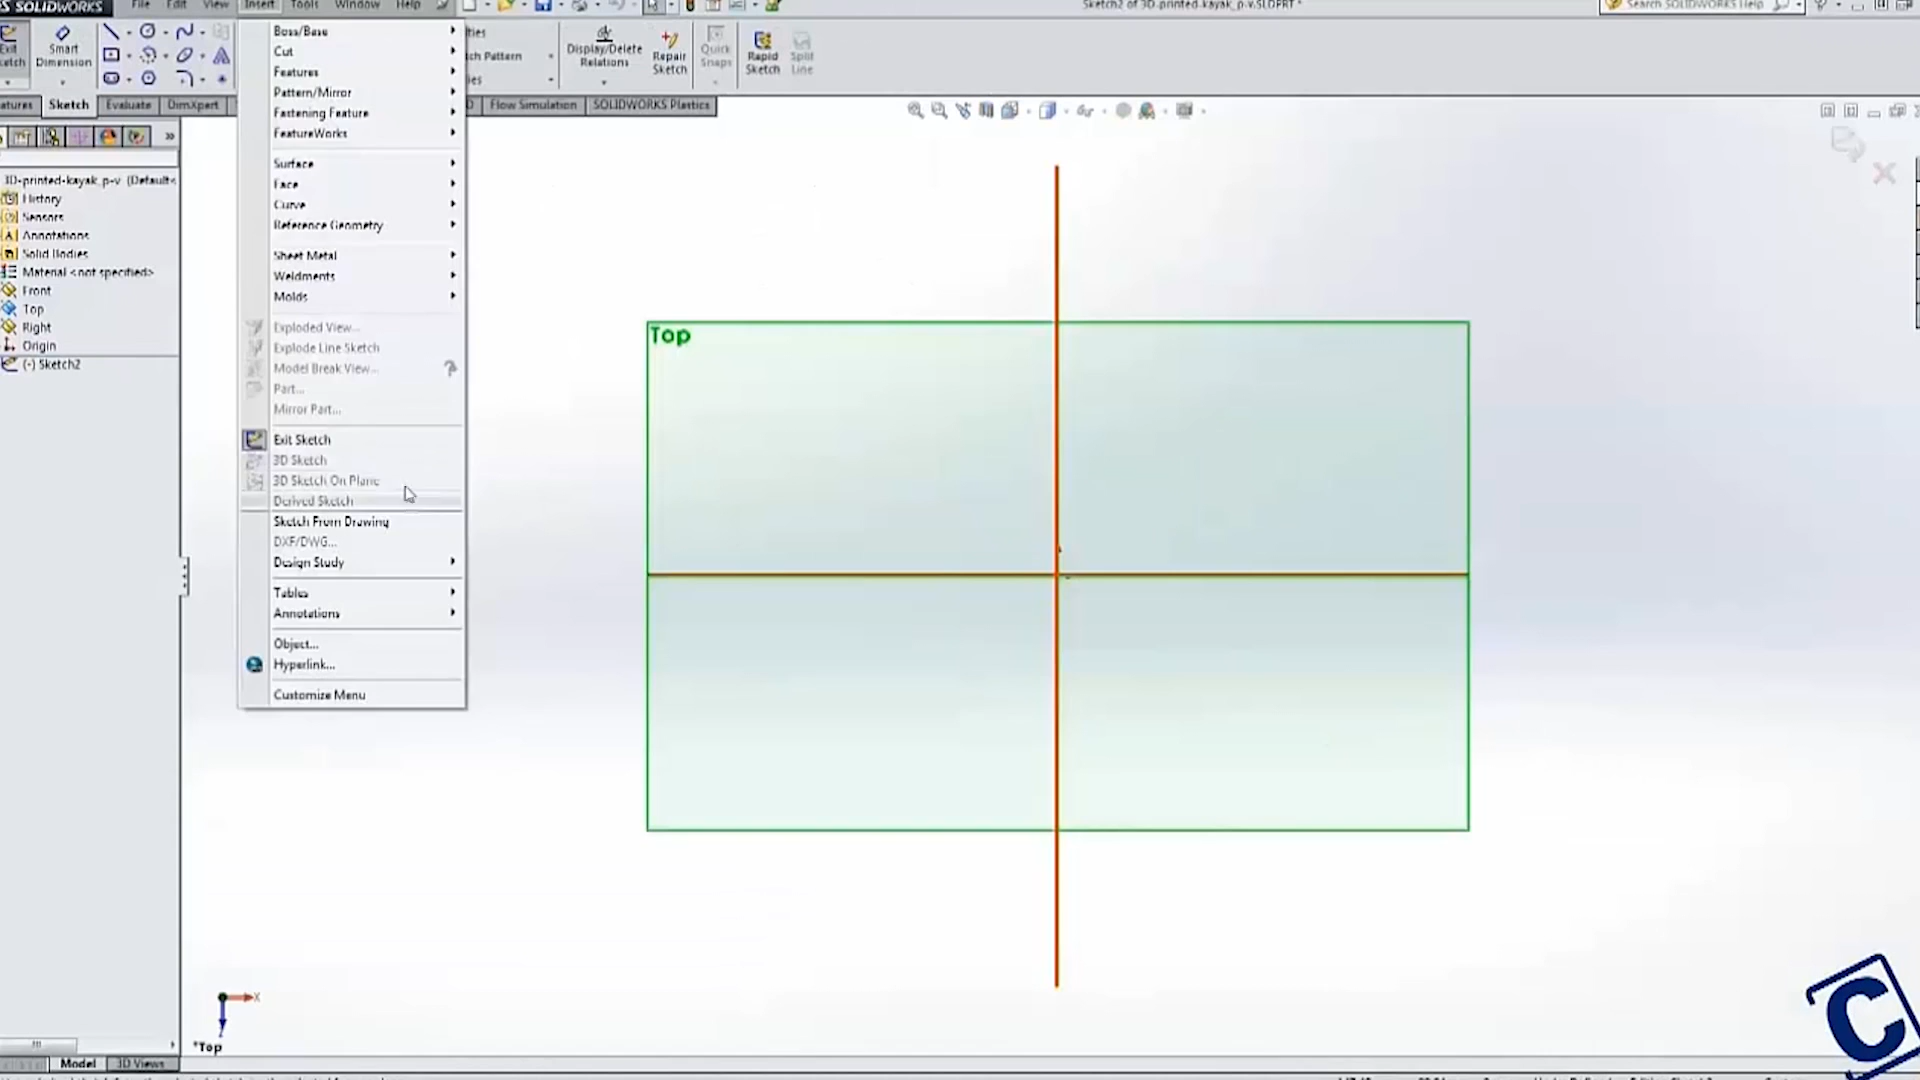 SOLIDWORKS File Edit View Insert Tools Window Help
Sketch2 of 3D-printed-kayak_p-v.SLDPRT *
Search SOLIDWORKS Help
Exit
Smart
Dimension
Display/Delete
Relations
Repair
Sketch
Quick
Snaps
Rapid
Sketch
Split
Line
Sketch Evaluate DimXpert
Flow Simulation SOLIDWORKS Plastics
3D-printed-kayak_p-v (Default<
History
Sensors
Annotations
Solid Bodies
Material <not specified>
Front
Top
Right
Origin
(-) Sketch2
Boss/Base
Cut
Features
Pattern/Mirror
Fastening Feature
FeatureWorks
Surface
Face
Curve
Reference Geometry
Sheet Metal
Weldments
Molds
Exploded View...
Explode Line Sketch
Model Break View...
Part...
Mirror Part...
Exit Sketch
3D Sketch
3D Sketch On Plane
Derived Sketch
Sketch From Drawing
DXF/DWG...
Design Study
Tables
Annotations
Object...
Hyperlink...
Customize Menu
Top
X
*Top
Model 3D Views
C